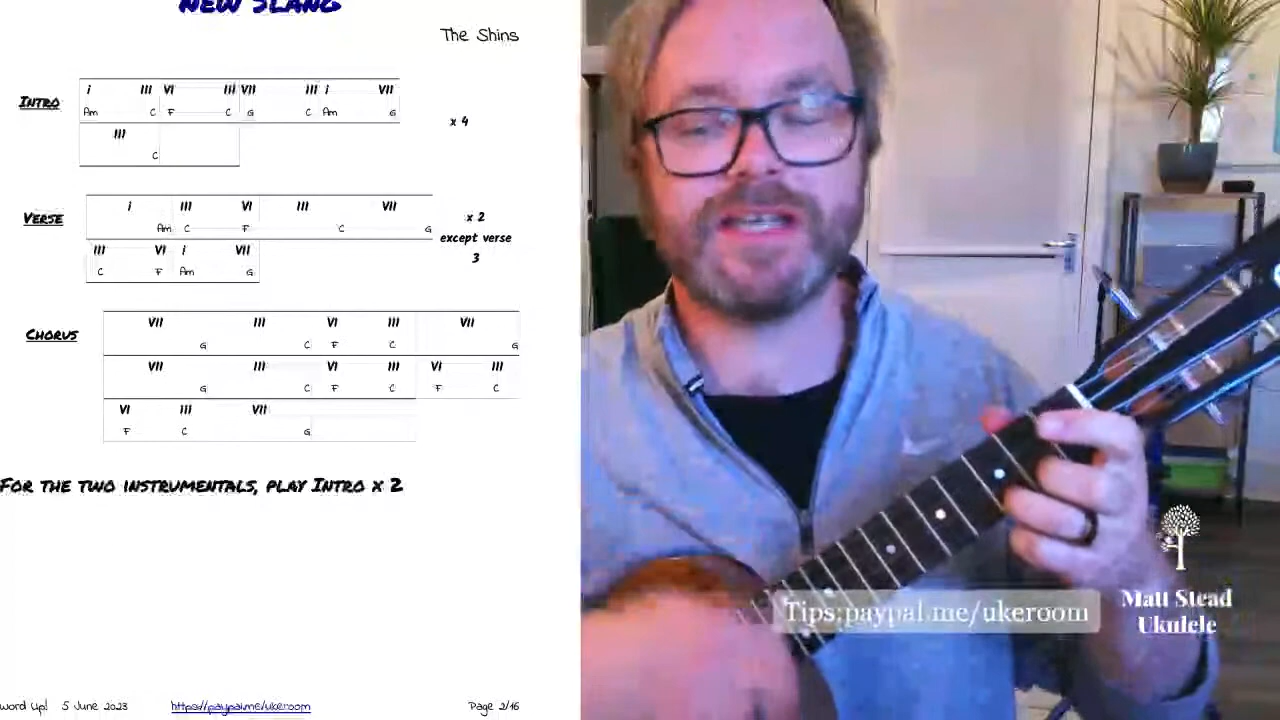 NEW SLANG
The Shins
INTRO
i III VI III VII III i VII
Am C F C G C Am G
x 4
III
C
VERSE
i III VI III VII
Am C F C G
x 2
except verse
3
III VI i VII
C F Am G
CHORUS
VII III VI III VII
G C F C G
VII III VI III VI III
G C F C F C
VI III VII
F C G
FOR THE TWO INSTRUMENTALS, PLAY INTRO X 2
Tips:paypal.me/ukeroom
Matt Stead
Ukulele
word Up! 5 June 2023 https://paypal.me/ukeroom Page 2/16